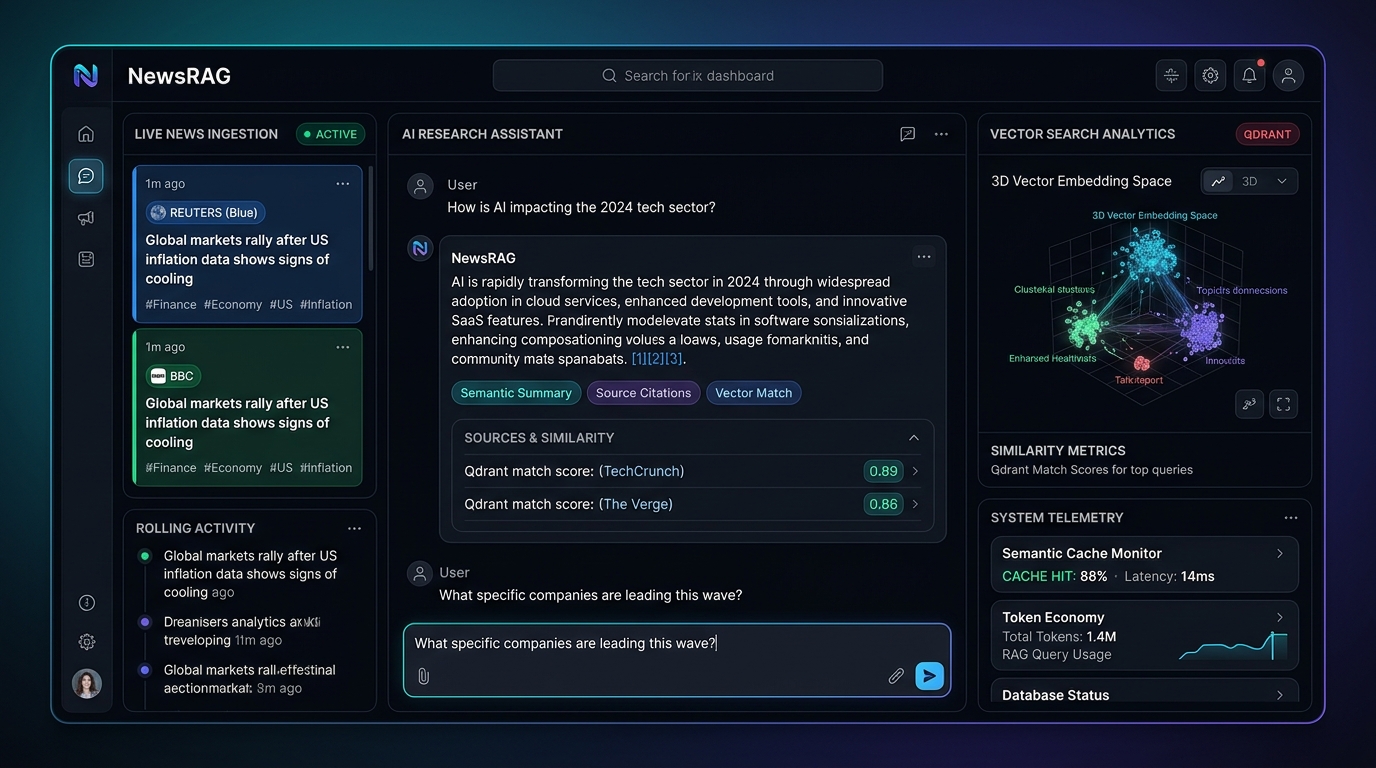 NewsRAG
Search for ix dashboard
LIVE NEWS INGESTION
ACTIVE
1m ago
REUTERS (Blue)
Global markets rally after US
inflation data shows signs of
cooling
#Finance #Economy #US #Inflation
1m ago
BBC
Global markets rally after US
inflation data shows signs of
cooling
#Finance #Economy #US #Inflation
ROLLING ACTIVITY
Global markets rally after US
inflation data shows signs of
cooling ago
Dreanisers analytics
treveloping 11m ago
Global markets
ago
AI RESEARCH ASSISTANT
User
How is AI impacting the 2024 tech sector?
NewsRAG
AI is rapidly transforming the tech sector in 2024 through widespread
adoption in cloud services, enhanced development tools, and innovative
SaaS features. Prandirently modelevate stats in software sonsializations,
enhancing compositioning volucs a loaws, usage fomarknitis, and
community mats spanabats. [1][2][3].
Semantic Summary
Source Citations
Vector Match
SOURCES & SIMILARITY
Qdrant match score: (TechCrunch)
0.89
Qdrant match score: (The Verge)
0.86
User
What specific companies are leading this wave?
What specific companies are leading this wave?
VECTOR SEARCH ANALYTICS
QDRANT
3D Vector Embedding Space
3D
3D Vector Embedding Space
Clustekal
Topidrs donnecsions
Enharsed
Innovate
Talk:teport
SIMILARITY METRICS
Qdrant Match Scores for top queries
SYSTEM TELEMETRY
Semantic Cache Monitor
CACHE HIT: 88% · Latency: 14ms
Token Economy
Total Tokens: 1.4M
RAG Query Usage
Database Status